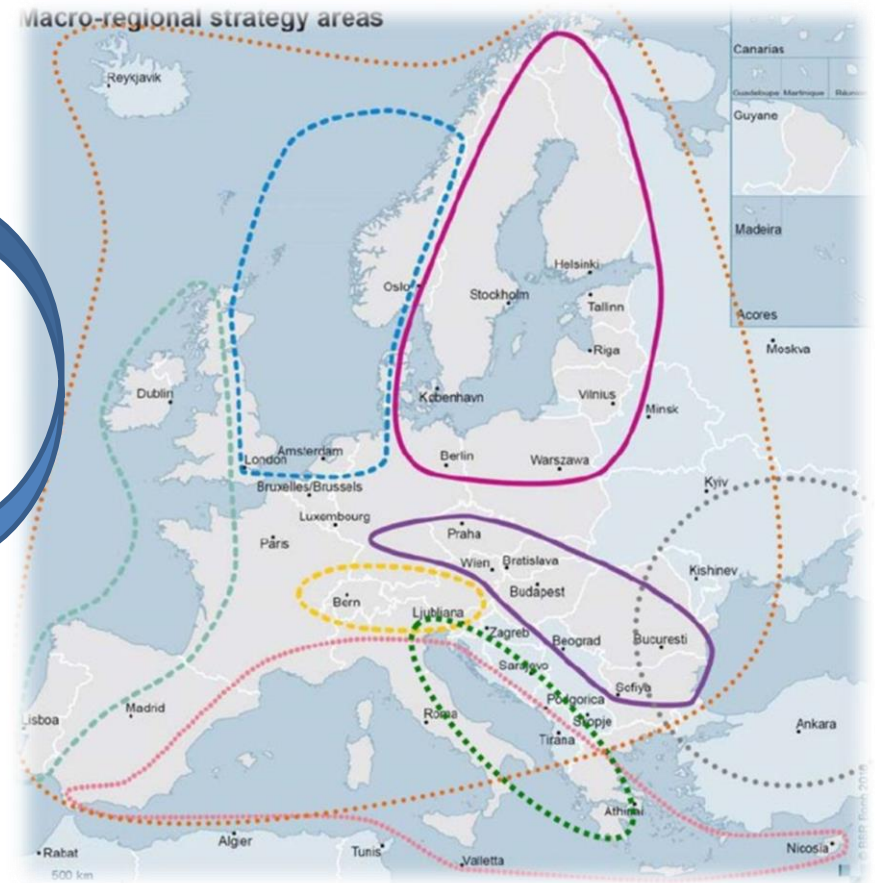 Macro-regional strategy areas
Canarias
Reykjavik
Guadeloupe Martinique
Guyane
Madeira
Helsinki
Oslo
Stockholm
Tallinn
Acores
Moskva
Riga
Dublin
København
Vilnius
Minsk
London
Amsterdam
Berlin
Warszawa
Bruxelles/Brussels
Kyiv
Luxembourg
Praha
Paris
Wien
Bratislava
Kishinev
Budapest
Bern
Ljubljana
Zagreb
Beograd
Bucuresti
Sarajevo
Sofiya
Podgorica
Lisboa
Madrid
Roma
Skopje
Ankara
Tirana
Athinai
Rabat
Alger
Tunis
Valletta
Nicosia
500 km